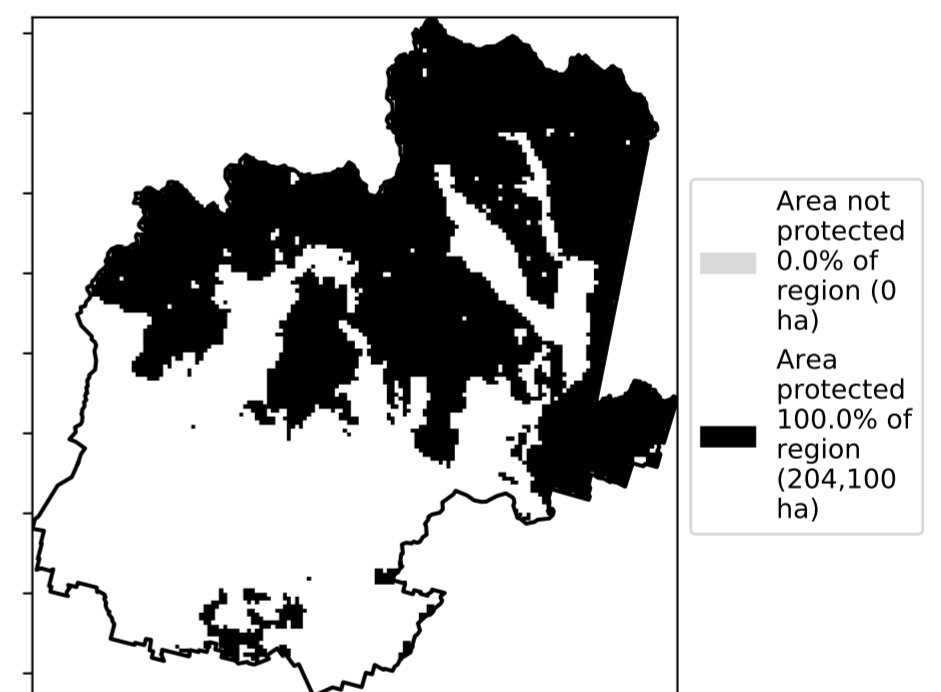 Area not
protected
0.0% of
region (0
ha)
Area
protected
100.0% of
region
(204,100
ha)